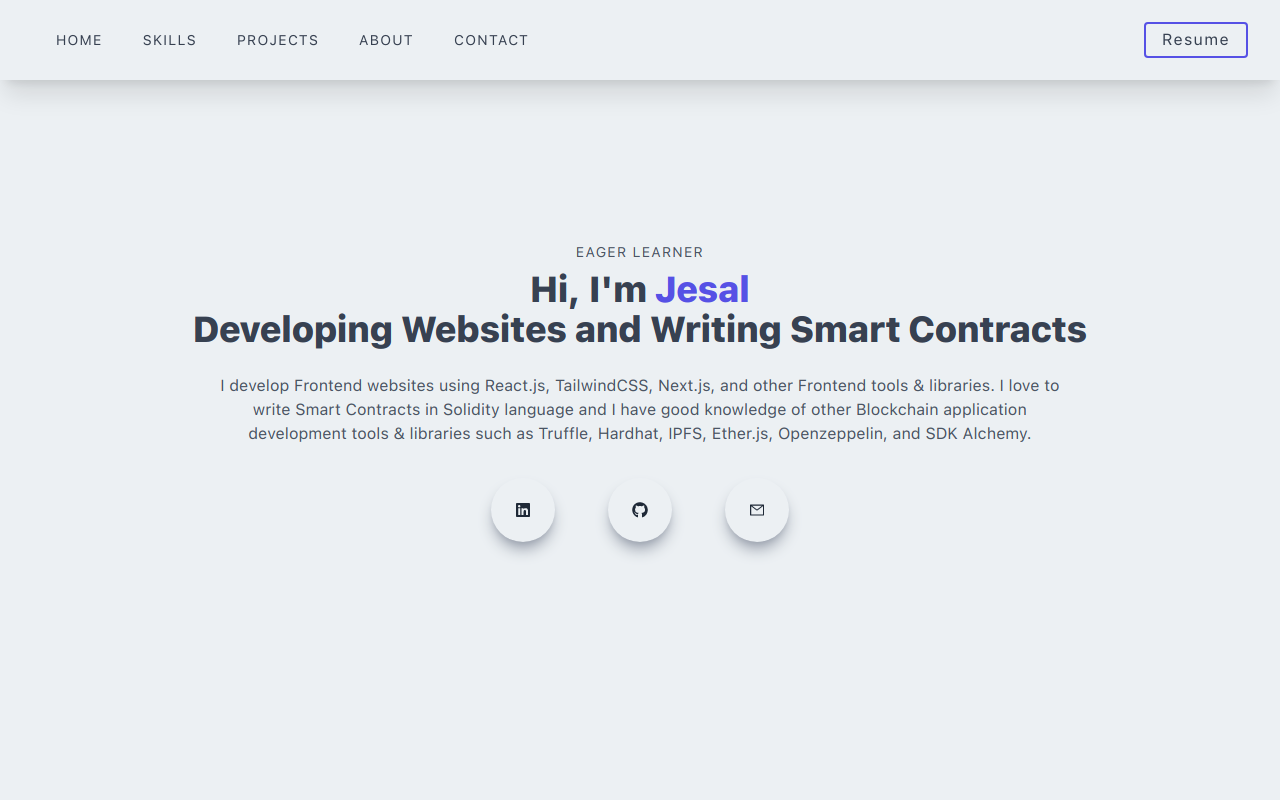 HOME SKILLS PROJECTS ABOUT CONTACT Resume
EAGER LEARNER
Hi, I'm Jesal
Developing Websites and Writing Smart Contracts
I develop Frontend websites using React.js, TailwindCSS, Next.js, and other Frontend tools & libraries. I love to
write Smart Contracts in Solidity language and I have good knowledge of other Blockchain application
development tools & libraries such as Truffle, Hardhat, IPFS, Ether.js, Openzeppelin, and SDK Alchemy.